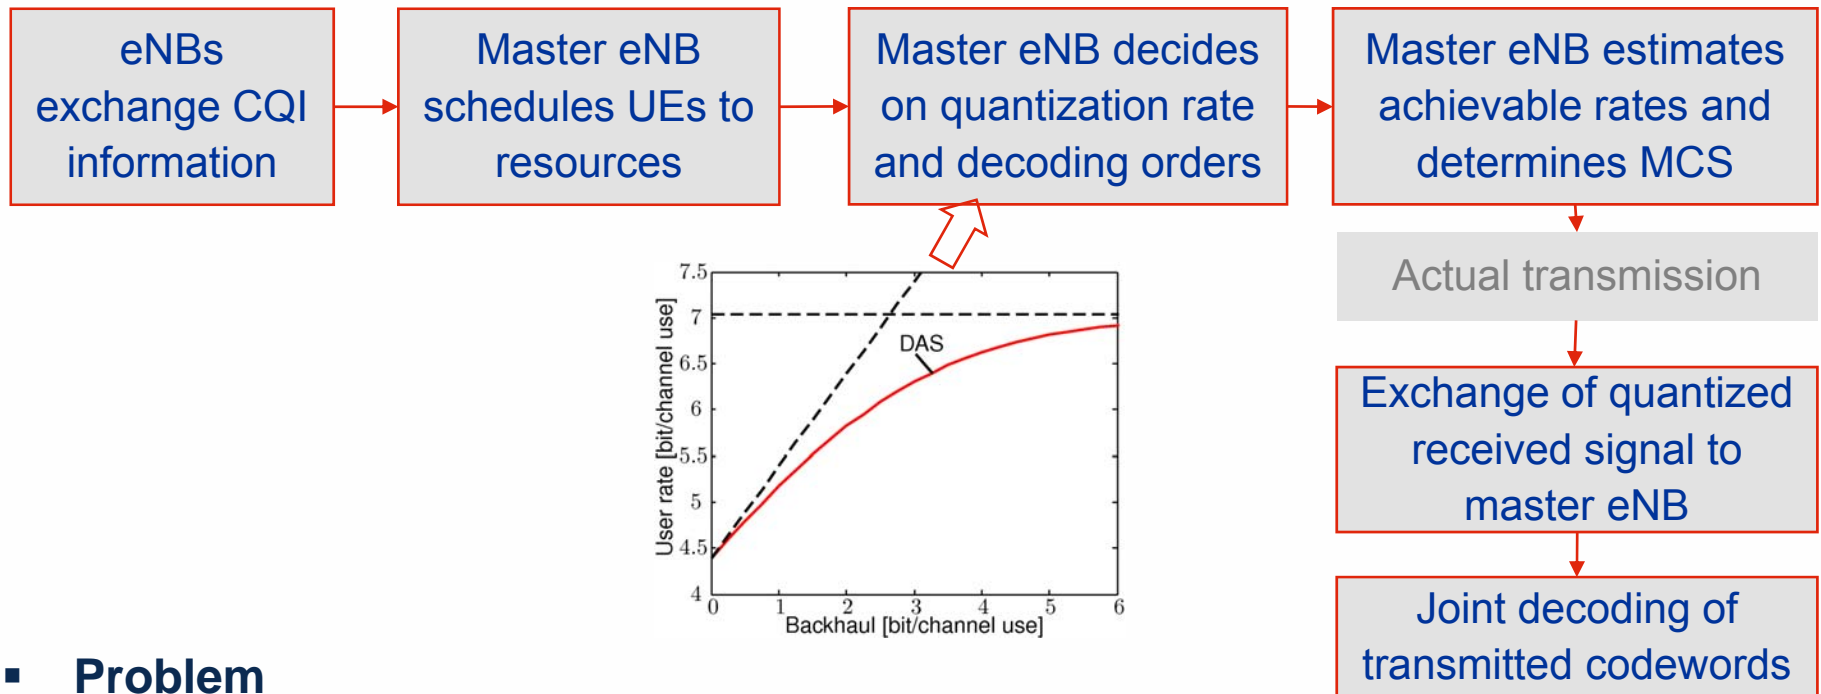 eNBs
exchange CQI
information
Master eNB
schedules UEs to
resources
Master eNB decides
on quantization rate
and decoding orders
Master eNB estimates
achievable rates and
determines MCS
Actual transmission
Exchange of quantized
received signal to
master eNB
Joint decoding of
transmitted codewords
7.5
7
6.5
6
5.5
5
4.5
4
User rate [bit/channel use]
DAS
0 1 2 3 4 5 6
Backhaul [bit/channel use]
▪ Problem